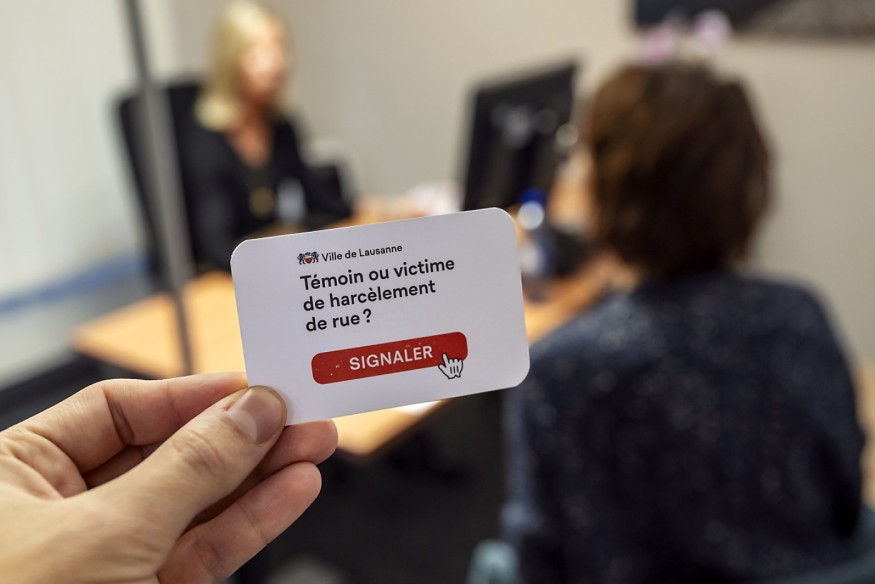 Ville de Lausanne
Témoin ou victime
de harcèlement
de rue ?
SIGNALER